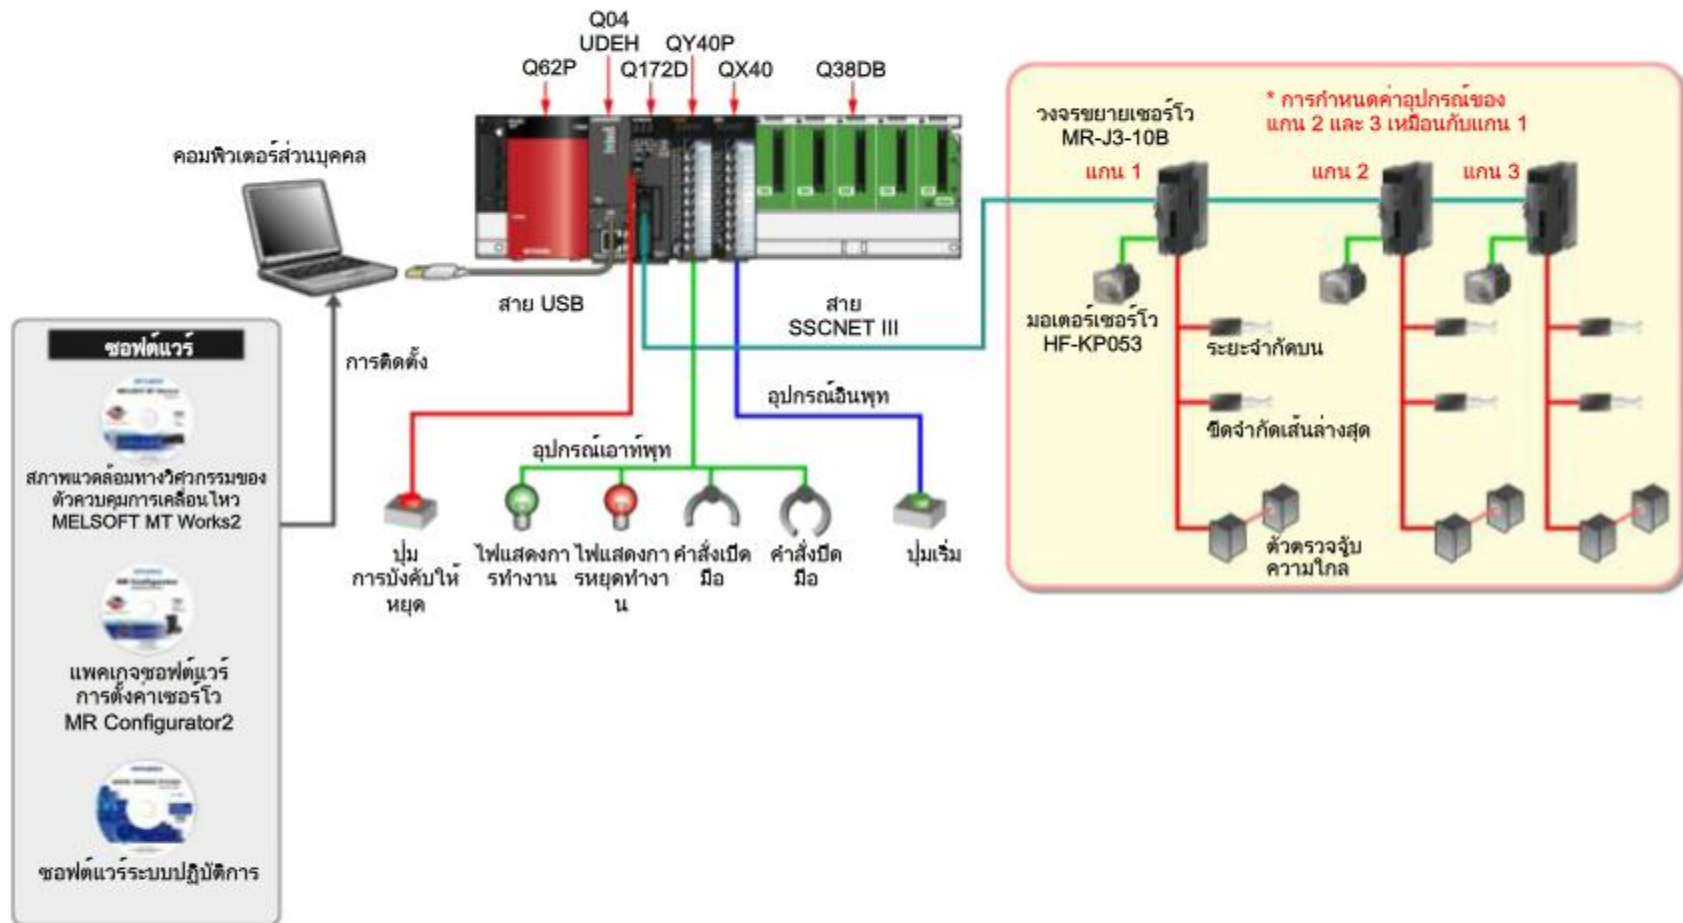 Q04
UDEH
QY40P
Q62P
Q172D
QX40
Q38DB
คอมพิวเตอร์ส่วนบุคคล
วงจรขยายเซอร์โว
MR-J3-10B
* การกำหนดค่าอุปกรณ์ของ
แกน 2 และ 3 เหมือนกับแกน 1
แกน 1
แกน 2
แกน 3
สาย USB
สาย
SSCNET III
มอเตอร์เซอร์โว
HF-KP053
ระยะจำกัดบน
ขีดจำกัดเส้นล่างสุด
ตัวตรวจจับ
ความใกล้
ซอฟต์แวร์
การติดตั้ง
สภาพแวดล้อมทางวิศวกรรมของ
ตัวควบคุมการเคลื่อนไหว
MELSOFT MT Works2
แพคเกจซอฟต์แวร์
การตั้งค่าเซอร์โว
MR Configurator2
ซอฟต์แวร์ระบบปฏิบัติการ
อุปกรณ์อินพุท
อุปกรณ์เอาท์พุท
ปุ่ม
การบังคับให้
หยุด
ไฟแสดงกา
รทำงาน
ไฟแสดงกา
รหยุดทำงา
น
คำสั่งเปิด
มือ
คำสั่งปิด
มือ
ปุ่มเริ่ม